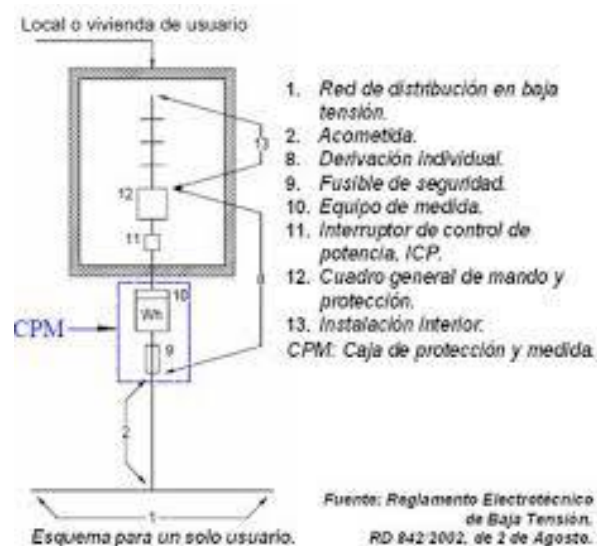 Local o vivienda de usuario
1. Red de distribución en baja
tensión.
2. Acometida.
8. Derivación individual.
9. Fusible de seguridad.
10. Equipo de medida.
11. Interruptor de control de
potencia, ICP.
12. Cuadro general de mando y
protección.
13. Instalación Interior.
CPM: Caja de protección y medida.
13
12
11
8
10
Wh
CPM
9
2
1
Esquema para un solo usuario.
Fuente: Reglamento Electrotécnico
de Baja Tensión.
RD 842/2002, de 2 de Agosto.